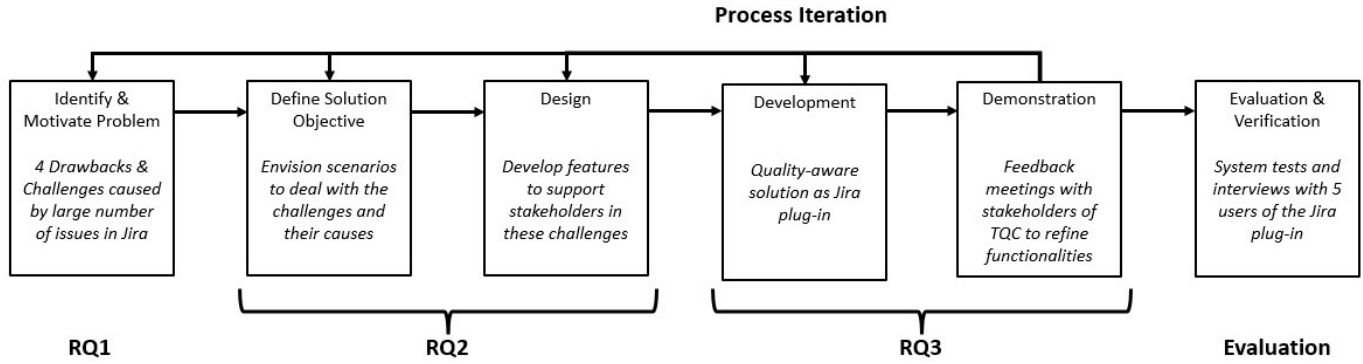 Process Iteration
Identify &
Motivate Problem
4 Drawbacks &
Challenges caused
by large number
of issues in Jira
Define Solution
Objective
Envision scenarios
to deal with the
challenges and
their causes
Design
Develop features
to support
stakeholders in
these challenges
Development
Quality-aware
solution as Jira
plug-in
Demonstration
Feedback
meetings with
stakeholders of
TQC to refine
functionalities
Evaluation &
Verification
System tests and
interviews with 5
users of the Jira
plug-in
RQ1
RQ2
RQ3
Evaluation